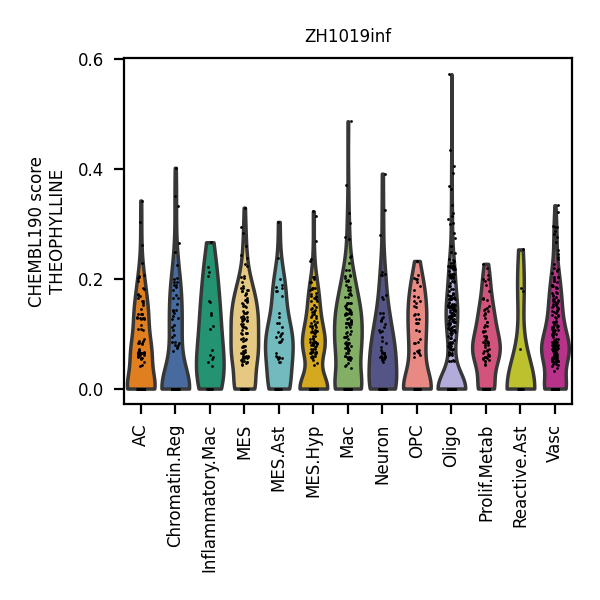 ZH1019inf
CHEMBL190 score
THEOPHYLLINE
0.6
0.4
0.2
0.0
AC
Chromatin.Reg
Inflammatory.Mac
MES
MES.Ast
MES.Hyp
Mac
Neuron
OPC
Oligo
Prolif.Metab
Reactive.Ast
Vasc